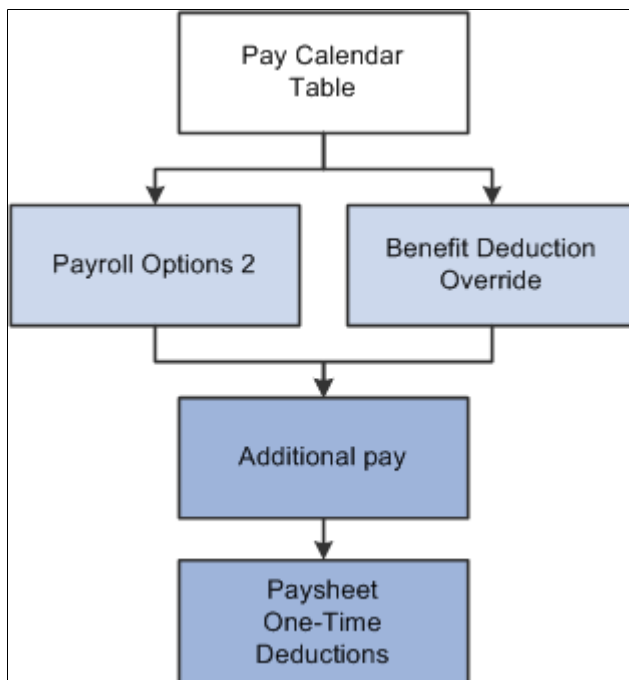 Pay Calendar
Table
Payroll Options 2
Benefit Deduction
Override
Additional pay
Paysheet
One-Time
Deductions